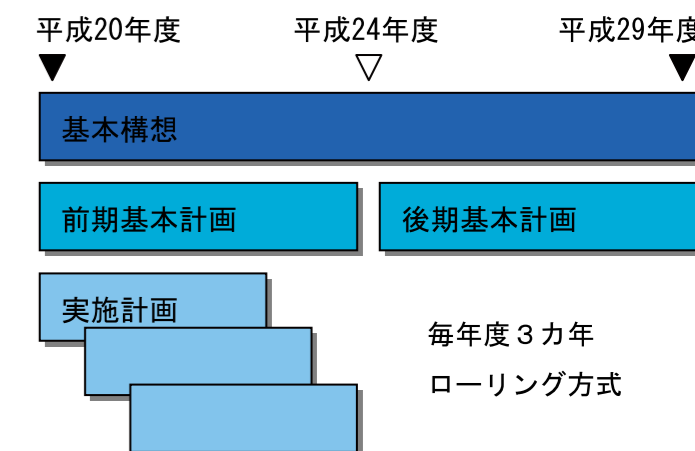 平成20年度 平成24年度 平成29年度
基本構想
前期基本計画 後期基本計画
実施計画
毎年度３カ年
ローリング方式